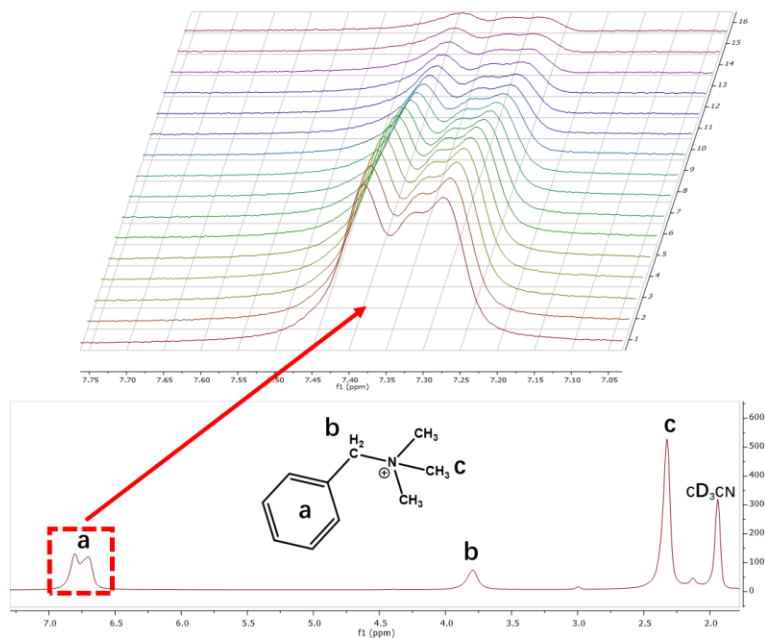 16
15
14
13
12
11
10
9
8
7
6
5
4
3
2
1
7.75 7.70 7.65 7.60 7.55 7.50 7.45 7.40 7.35 7.30 7.25 7.20 7.15 7.10 7.05
f1 (ppm)
a
b
H₂
C
CH₃
N
⊕
CH₃ c
CH₃
a
b
c
CD₃CN
600
500
400
300
200
100
0
7.0 6.5 6.0 5.5 5.0 4.5 4.0 3.5 3.0 2.5 2.0
f1 (ppm)